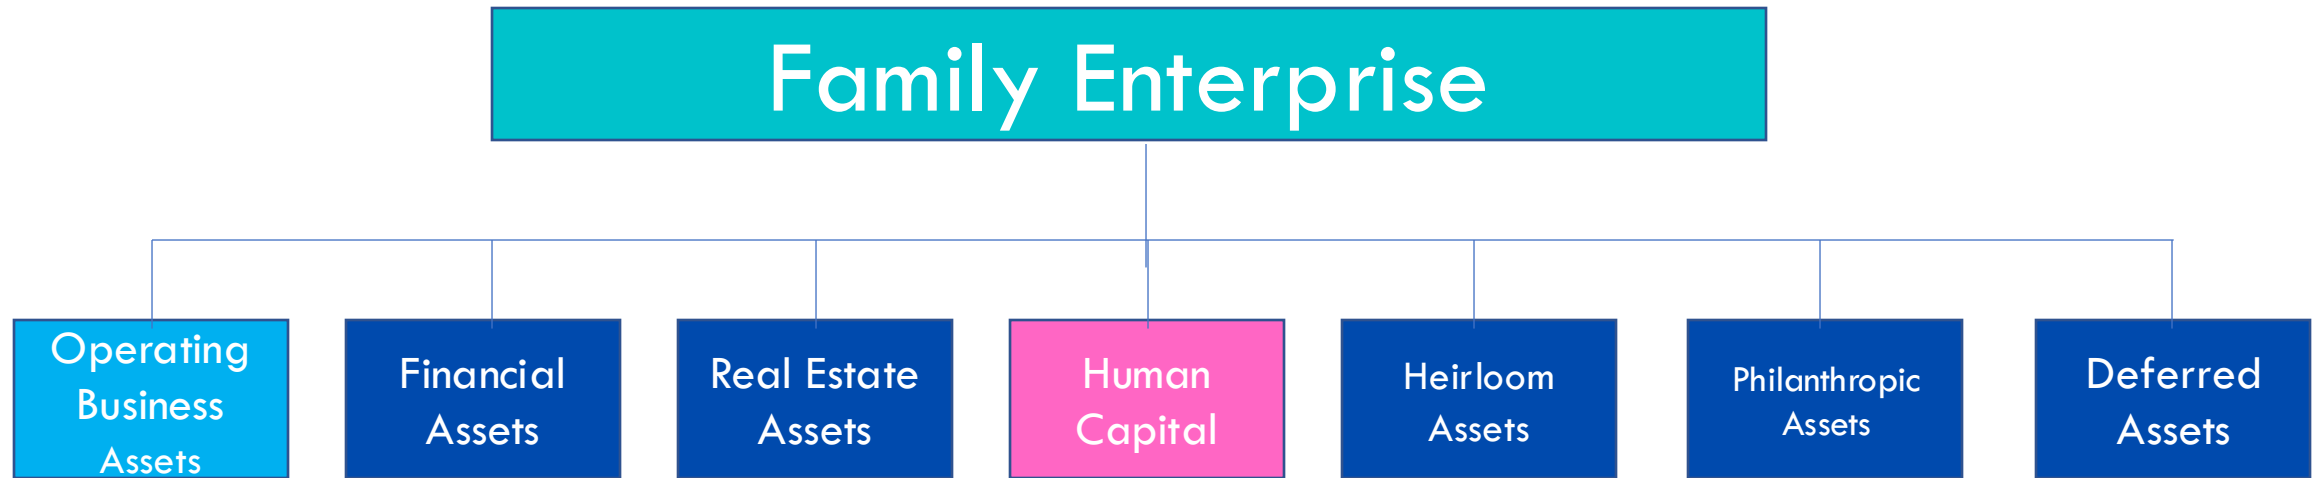 Family Enterprise
Operating
Business
Assets
Financial
Assets
Real Estate
Assets
Human
Capital
Heirloom
Assets
Philanthropic
Assets
Deferred
Assets